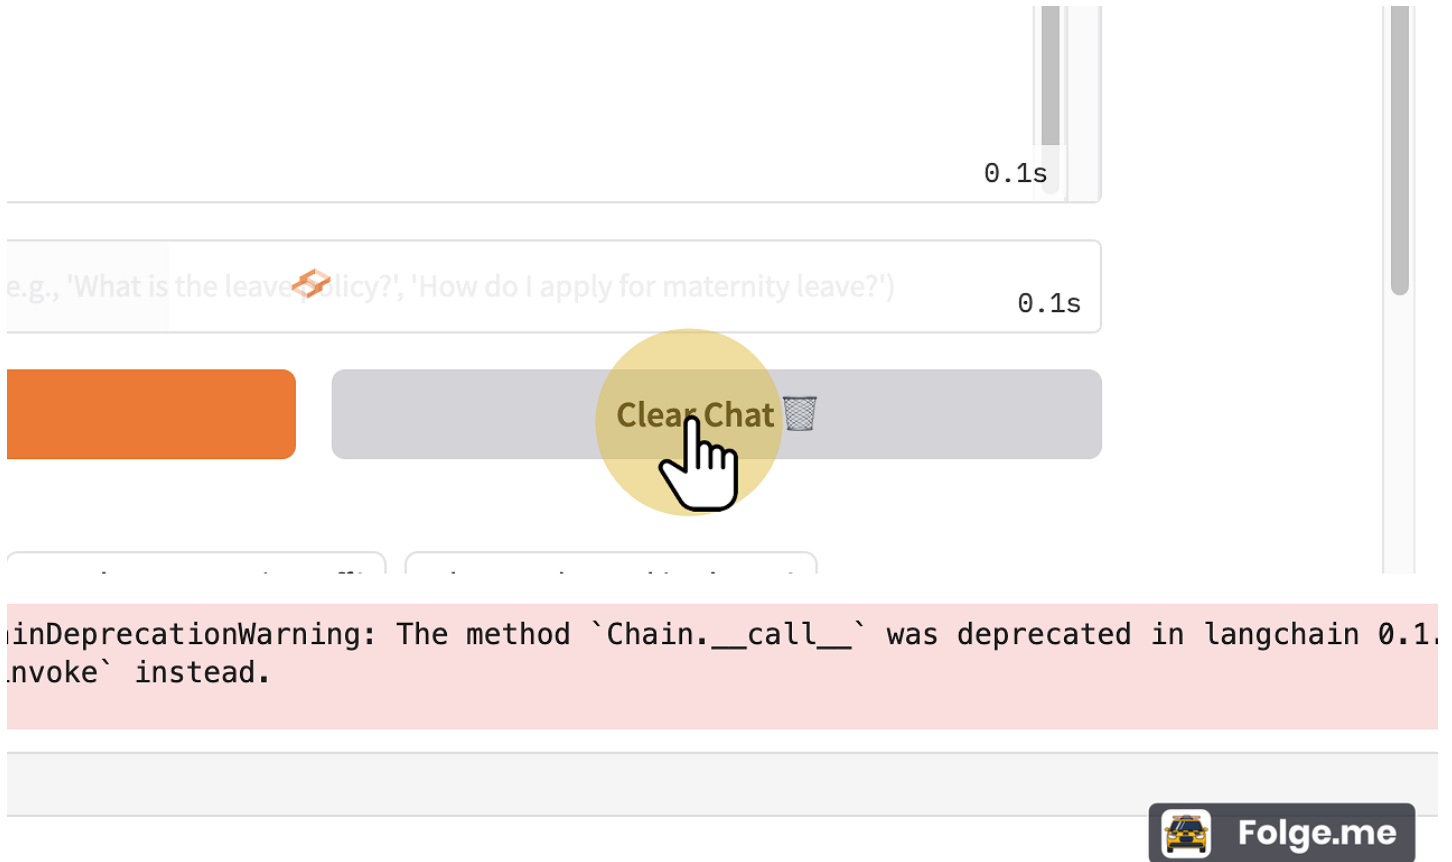 0.1s
e.g., 'What is the leave policy?', 'How do I apply for maternity leave?')
0.1s
Clear Chat
inDeprecationWarning: The method `Chain.__call__` was deprecated in langchain 0.1.
nvoke` instead.
Folge.me